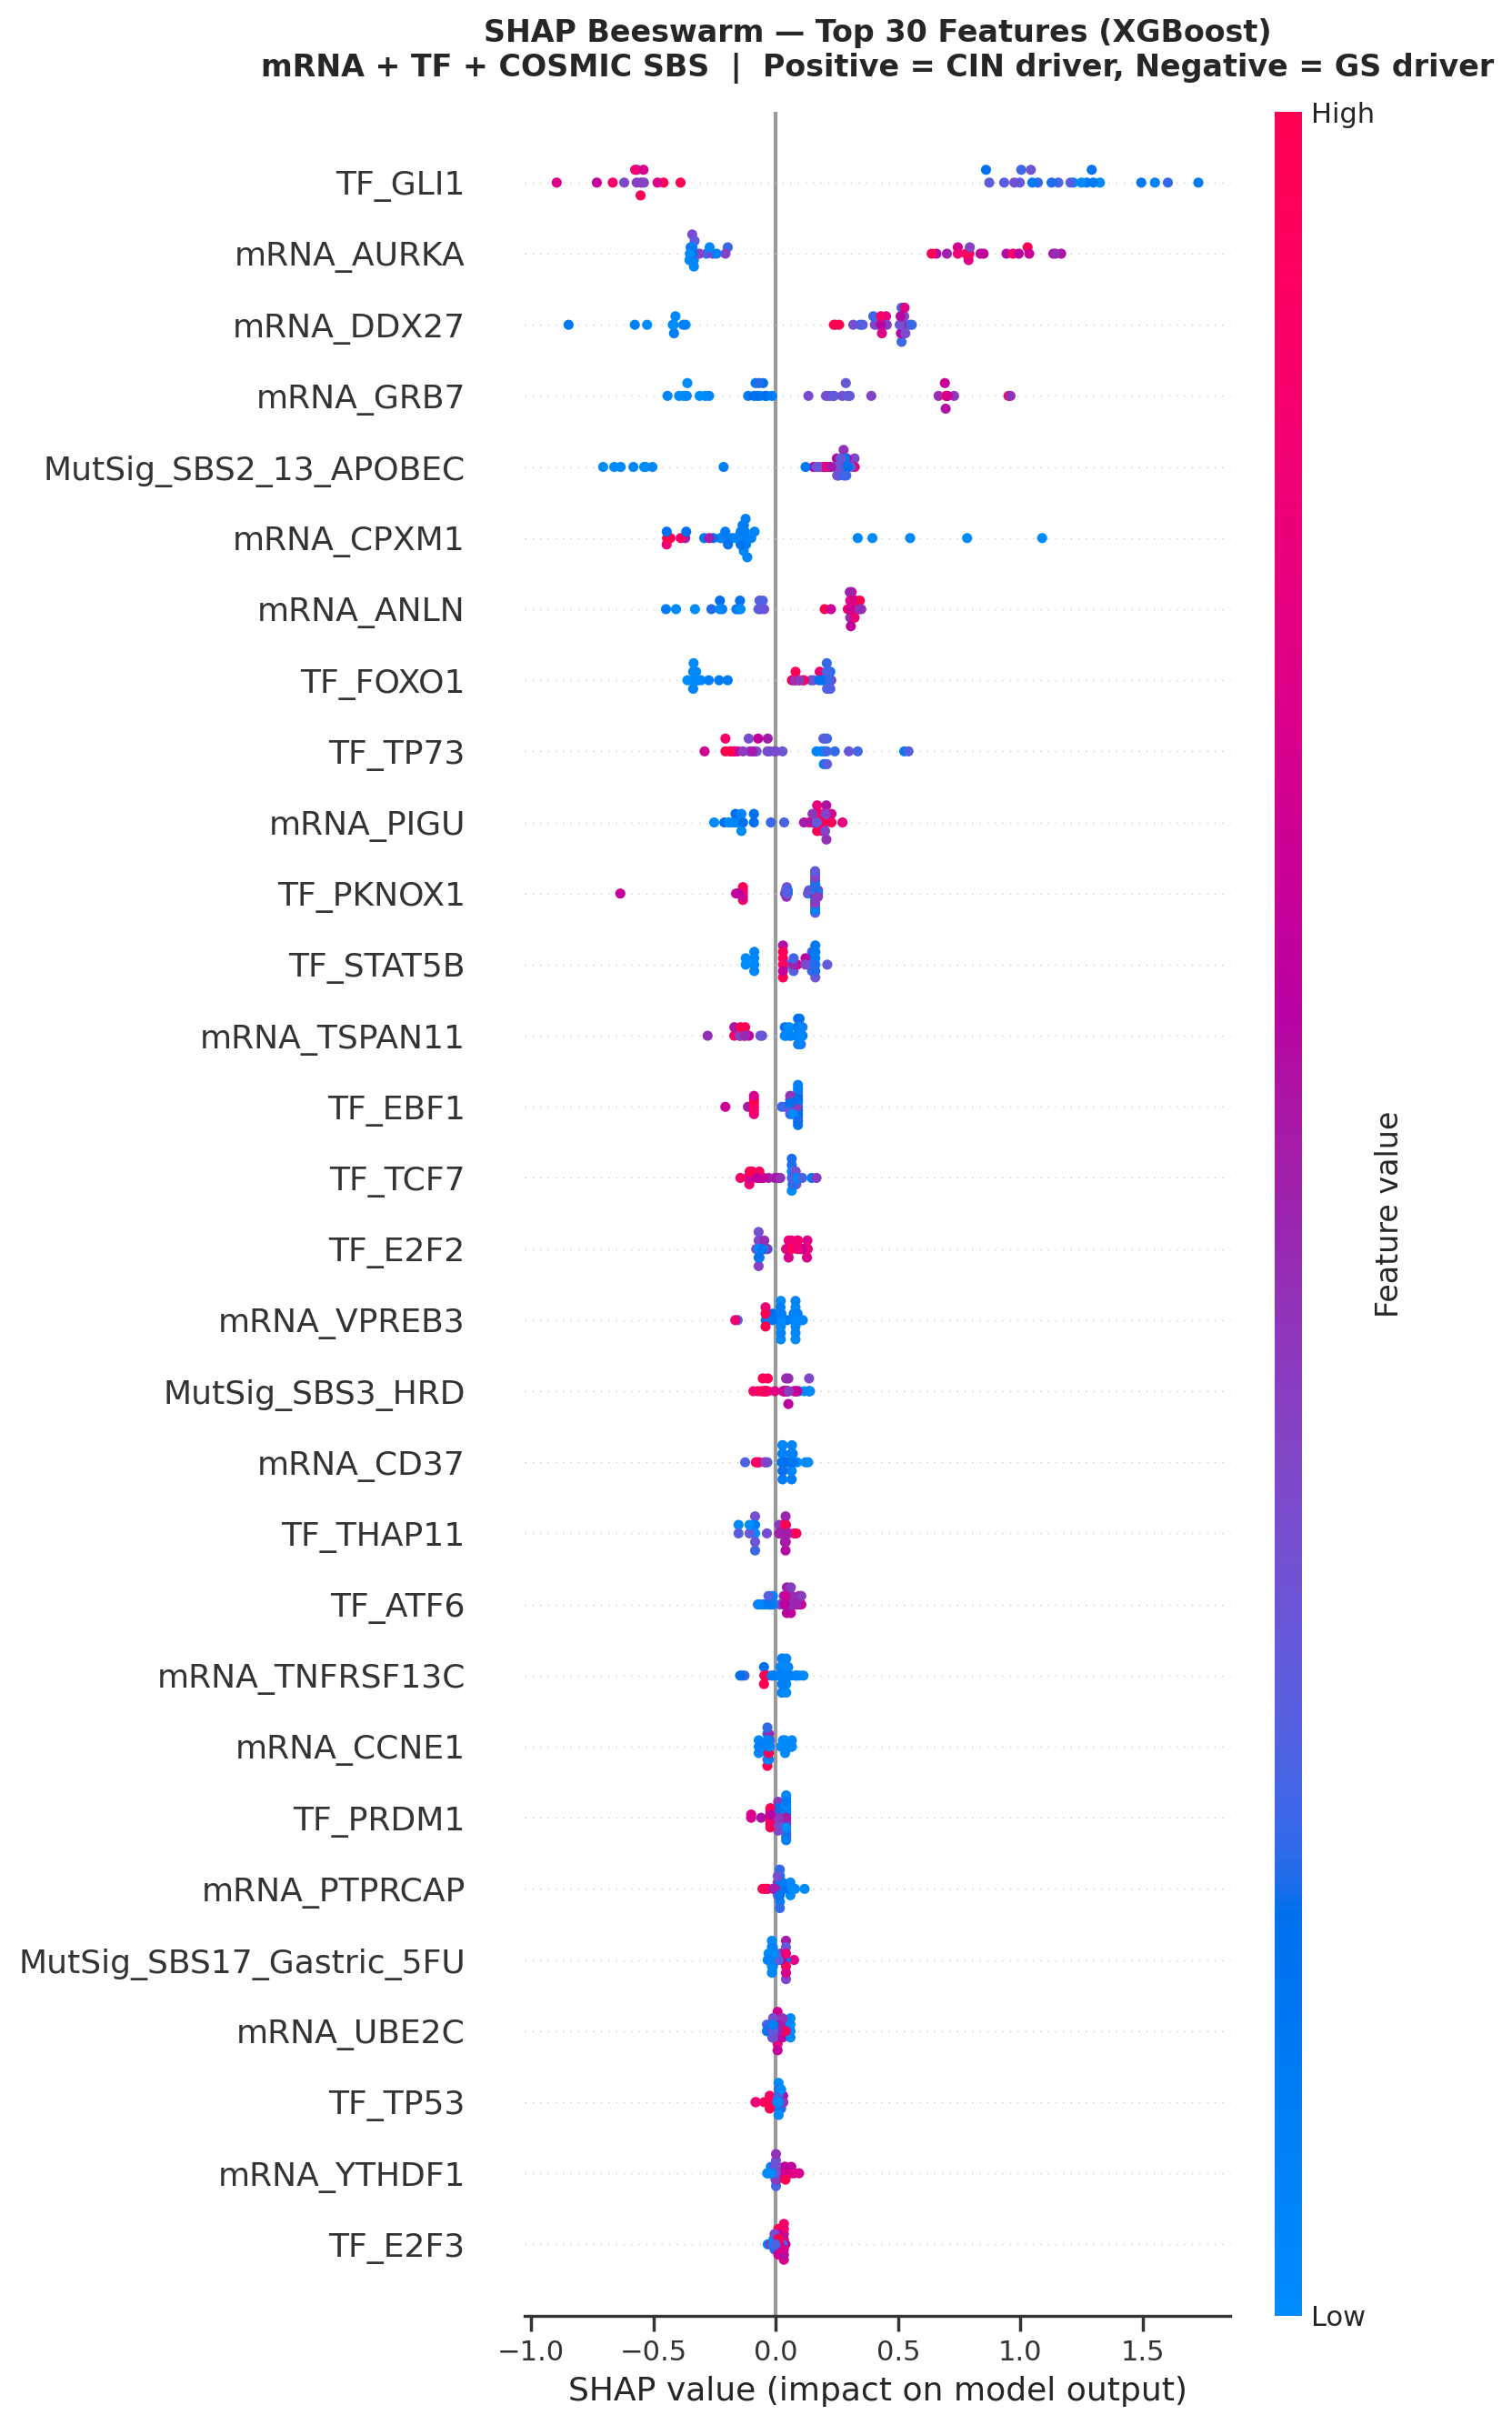 SHAP Beeswarm — Top 30 Features (XGBoost)
mRNA + TF + COSMIC SBS | Positive = CIN driver, Negative = GS driver
High
TF_GLI1
mRNA_AURKA
mRNA_DDX27
mRNA_GRB7
MutSig_SBS2_13_APOBEC
mRNA_CPXM1
mRNA_ANLN
TF_FOXO1
TF_TP73
mRNA_PIGU
TF_PKNOX1
TF_STAT5B
mRNA_TSPAN11
TF_EBF1
TF_TCF7
TF_E2F2
mRNA_VPREB3
MutSig_SBS3_HRD
mRNA_CD37
TF_THAP11
TF_ATF6
mRNA_TNFRSF13C
mRNA_CCNE1
TF_PRDM1
mRNA_PTPRCAP
MutSig_SBS17_Gastric_5FU
mRNA_UBE2C
TF_TP53
mRNA_YTHDF1
TF_E2F3
Feature value
Low
−1.0 −0.5 0.0 0.5 1.0 1.5
SHAP value (impact on model output)